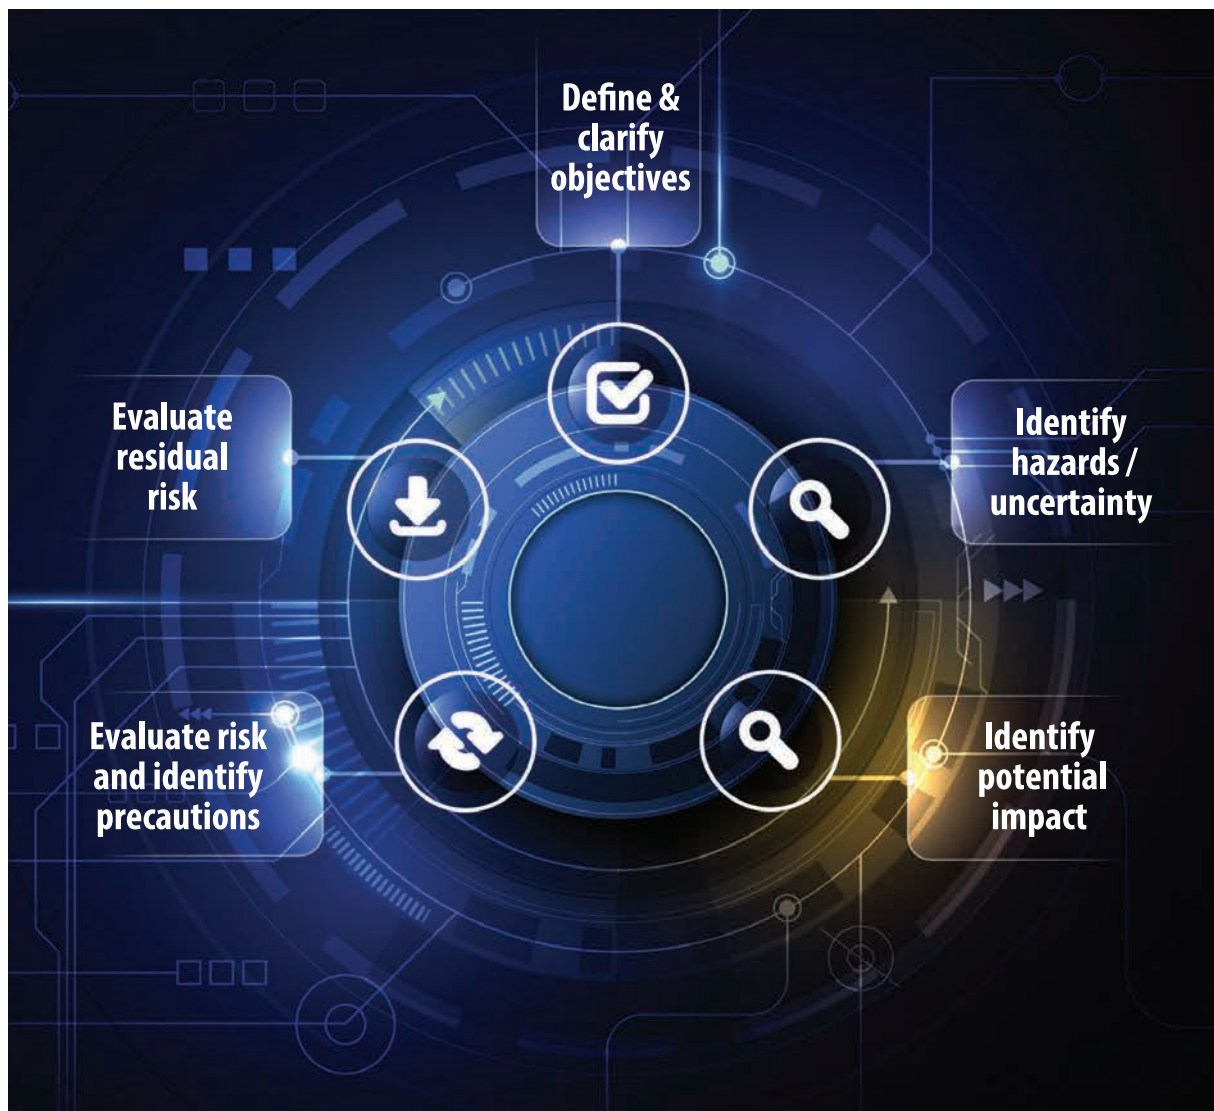 Define &
clarify
objectives
Identify
hazards /
uncertainty
Identify
potential
impact
Evaluate risk
and identify
precautions
Evaluate
residual
risk